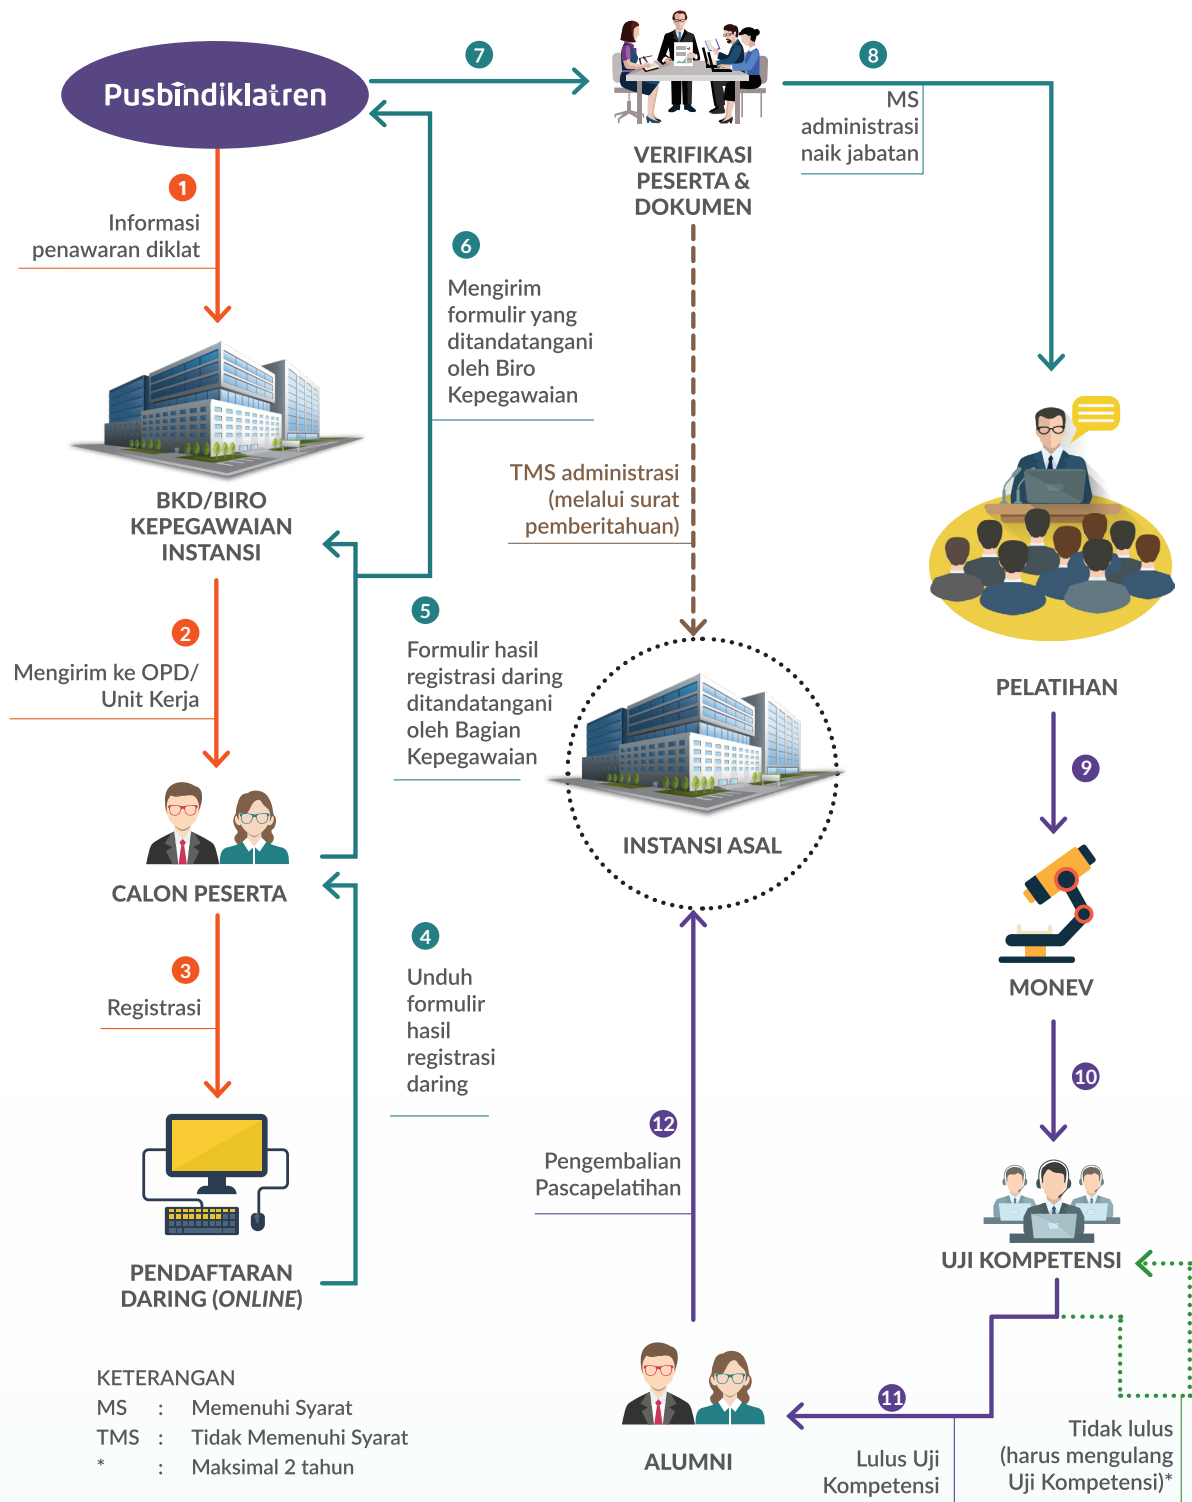 Pusbindiklatren
1
Informasi
penawaran diklat
BKD/BIRO
KEPEGAWAIAN
INSTANSI
2
Mengirim ke OPD/
Unit Kerja
CALON PESERTA
3
Registrasi
PENDAFTARAN
DARING (ONLINE)
4
Unduh
formulir
hasil
registrasi
daring
5
Formulir hasil
registrasi daring
ditandatangani
oleh Bagian
Kepegawaian
6
Mengirim
formulir yang
ditandatangani
oleh Biro
Kepegawaian
7
VERIFIKASI
PESERTA &
DOKUMEN
TMS administrasi
(melalui surat
pemberitahuan)
INSTANSI ASAL
8
MS
administrasi
naik jabatan
PELATIHAN
9
MONEV
10
UJI KOMPETENSI
Tidak lulus
(harus mengulang
Uji Kompetensi)*
11
Lulus Uji
Kompetensi
ALUMNI
12
Pengembalian
Pascapelatihan
KETERANGAN
MS : Memenuhi Syarat
TMS : Tidak Memenuhi Syarat
* : Maksimal 2 tahun